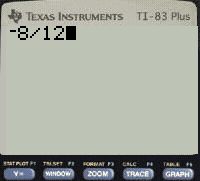 TEXAS INSTRUMENTS TI-83 Plus
-8/12
STAT PLOT F1 TBLSET F2 FORMAT F3 CALC F4 TABLE F5
Y= WINDOW ZOOM TRACE GRAPH